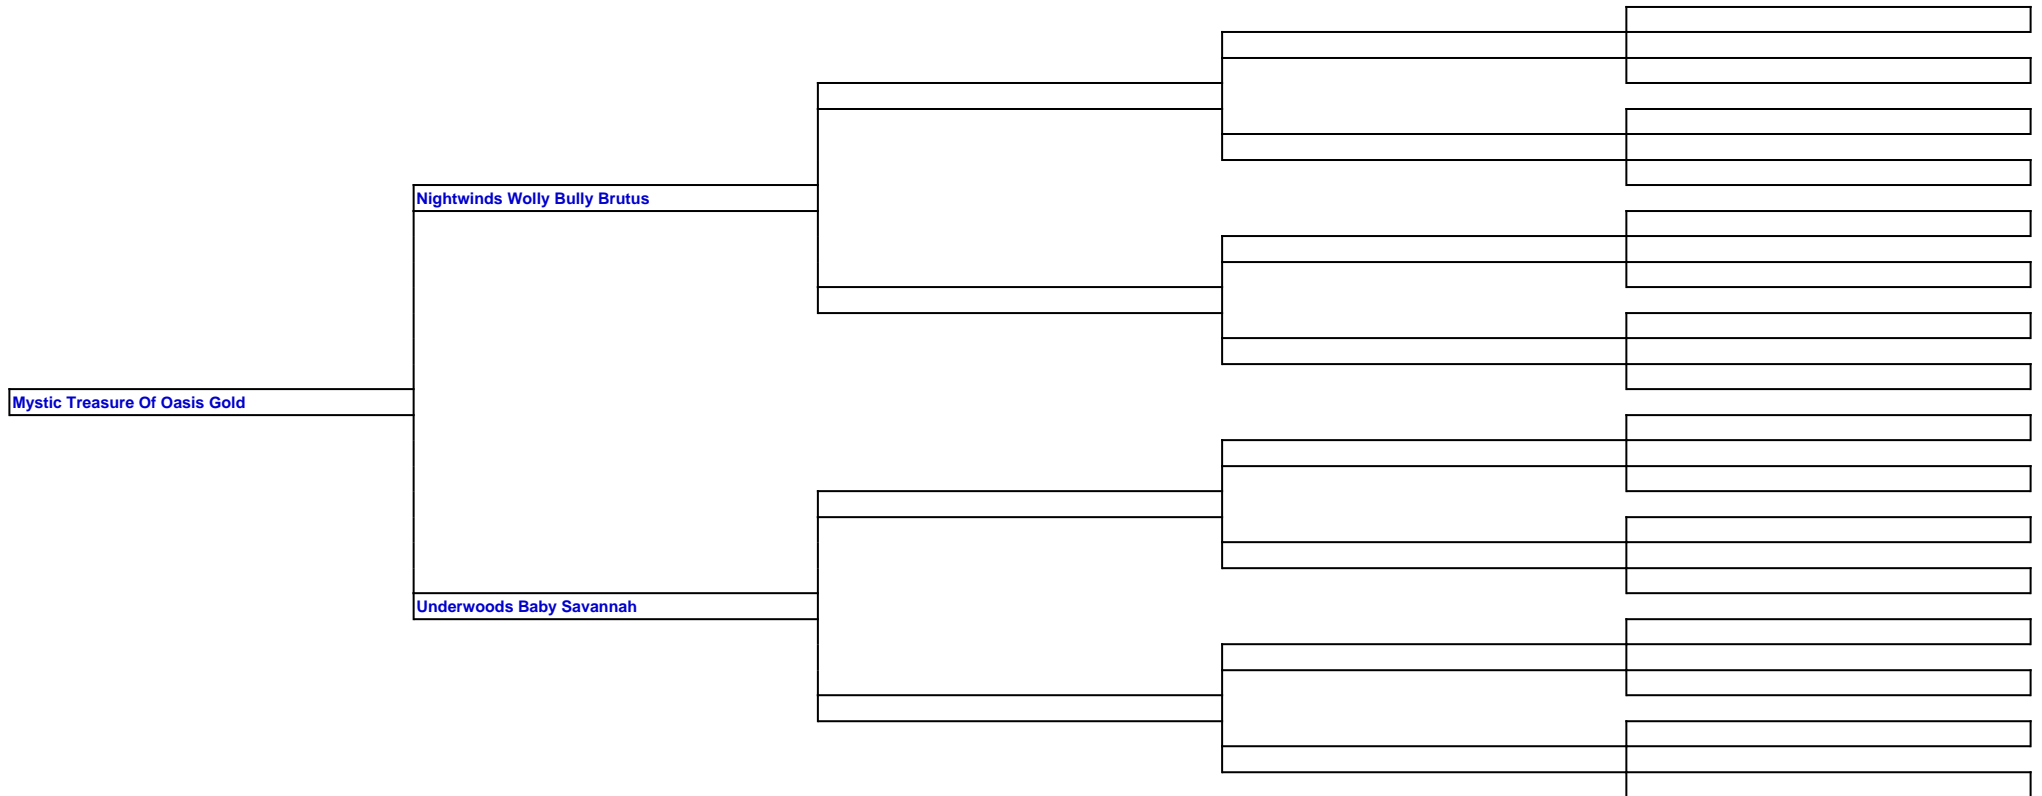 Nightwinds Wolly Bully Brutus
Mystic Treasure Of Oasis Gold
Underwoods Baby Savannah